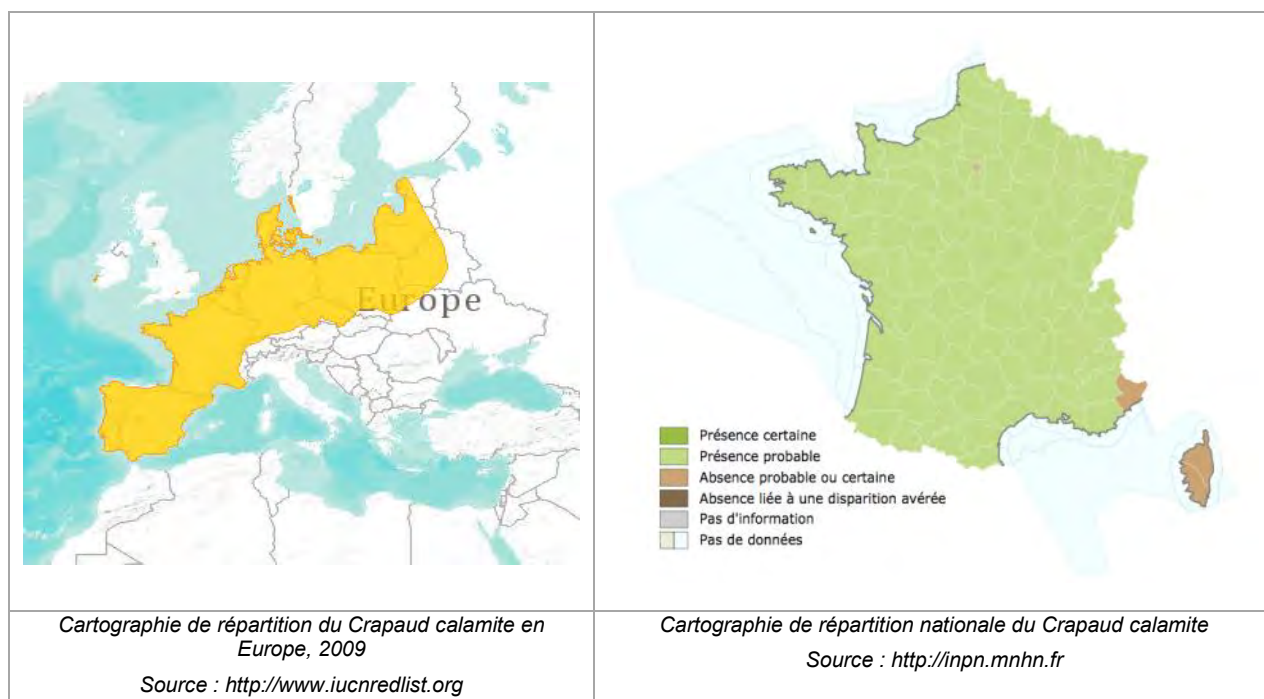 Europe
Présence certaine
Présence probable
Absence probable ou certaine
Absence liée à une disparition avérée
Pas d'information
Pas de données
Cartographie de répartition du Crapaud calamite en
Europe, 2009
Source : http://www.iucnredlist.org
Cartographie de répartition nationale du Crapaud calamite
Source : http://inpn.mnhn.fr